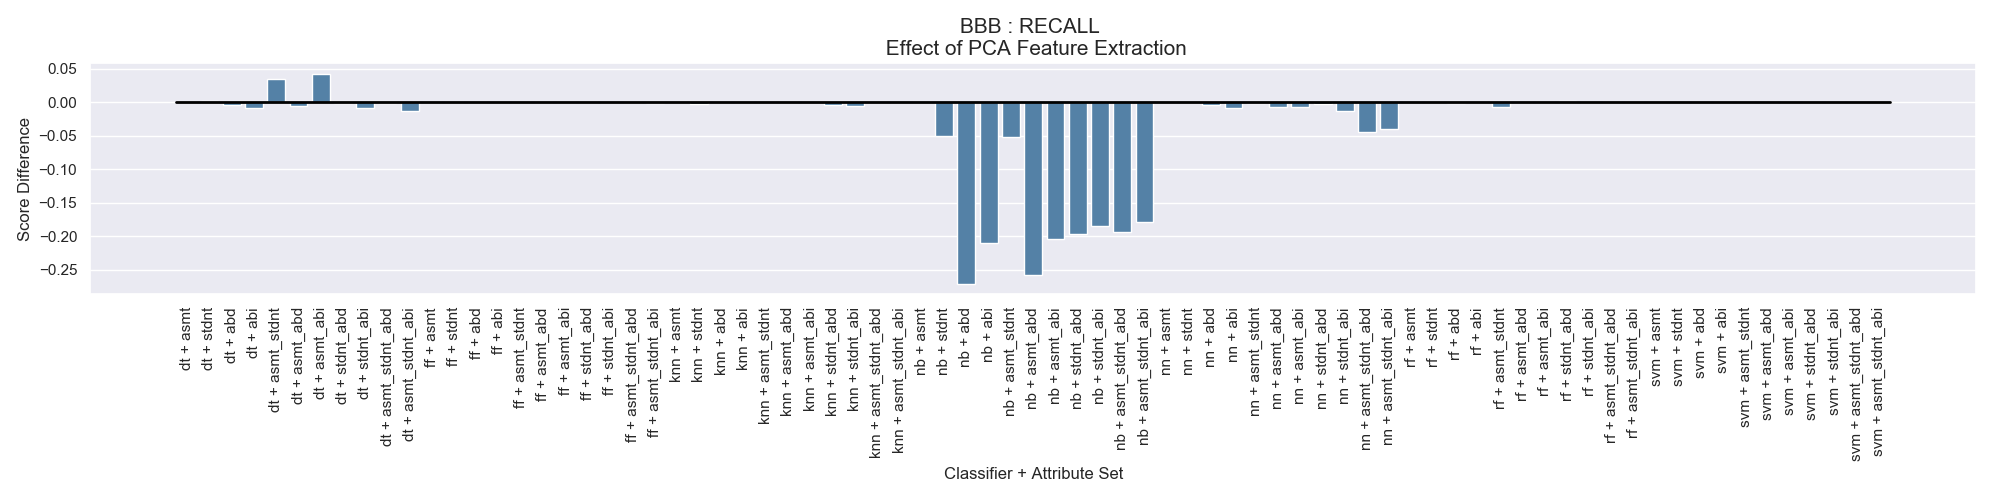 BBB : RECALL
Effect of PCA Feature Extraction
Score Difference
0.05
0.00
−0.05
−0.10
−0.15
−0.20
−0.25
dt + asmt
dt + stdnt
dt + abd
dt + abi
dt + asmt_stdnt
dt + asmt_abd
dt + asmt_abi
dt + stdnt_abd
dt + stdnt_abi
dt + asmt_stdnt_abd
dt + asmt_stdnt_abi
ff + asmt
ff + stdnt
ff + abd
ff + abi
ff + asmt_stdnt
ff + asmt_abd
ff + asmt_abi
ff + stdnt_abd
ff + stdnt_abi
ff + asmt_stdnt_abd
ff + asmt_stdnt_abi
knn + asmt
knn + stdnt
knn + abd
knn + abi
knn + asmt_stdnt
knn + asmt_abd
knn + asmt_abi
knn + stdnt_abd
knn + stdnt_abi
knn + asmt_stdnt_abd
knn + asmt_stdnt_abi
nb + asmt
nb + stdnt
nb + abd
nb + abi
nb + asmt_stdnt
nb + asmt_abd
nb + asmt_abi
nb + stdnt_abd
nb + stdnt_abi
nb + asmt_stdnt_abd
nb + asmt_stdnt_abi
nn + asmt
nn + stdnt
nn + abd
nn + abi
nn + asmt_stdnt
nn + asmt_abd
nn + asmt_abi
nn + stdnt_abd
nn + stdnt_abi
nn + asmt_stdnt_abd
nn + asmt_stdnt_abi
rf + asmt
rf + stdnt
rf + abd
rf + abi
rf + asmt_stdnt
rf + asmt_abd
rf + asmt_abi
rf + stdnt_abd
rf + stdnt_abi
rf + asmt_stdnt_abd
rf + asmt_stdnt_abi
svm + asmt
svm + stdnt
svm + abd
svm + abi
svm + asmt_stdnt
svm + asmt_abd
svm + asmt_abi
svm + stdnt_abd
svm + stdnt_abi
svm + asmt_stdnt_abd
svm + asmt_stdnt_abi
Classifier + Attribute Set